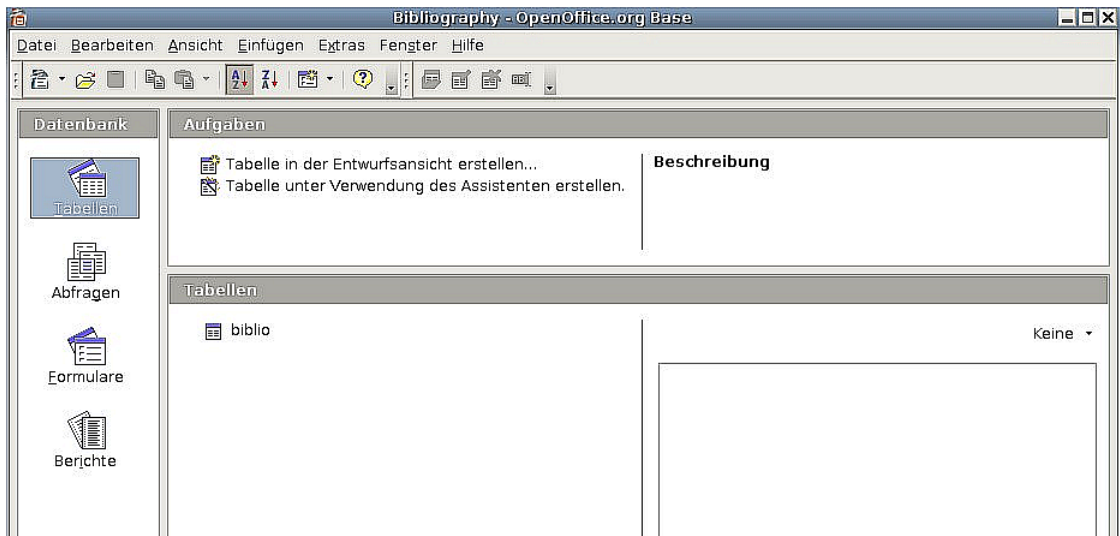 Bibliography - OpenOffice.org Base
Datei Bearbeiten Ansicht Einfügen Extras Fenster Hilfe
Datenbank
Aufgaben
Tabellen
Abfragen
Formulare
Berichte
Tabelle in der Entwurfsansicht erstellen...
Tabelle unter Verwendung des Assistenten erstellen.
Beschreibung
Tabellen
biblio
Keine